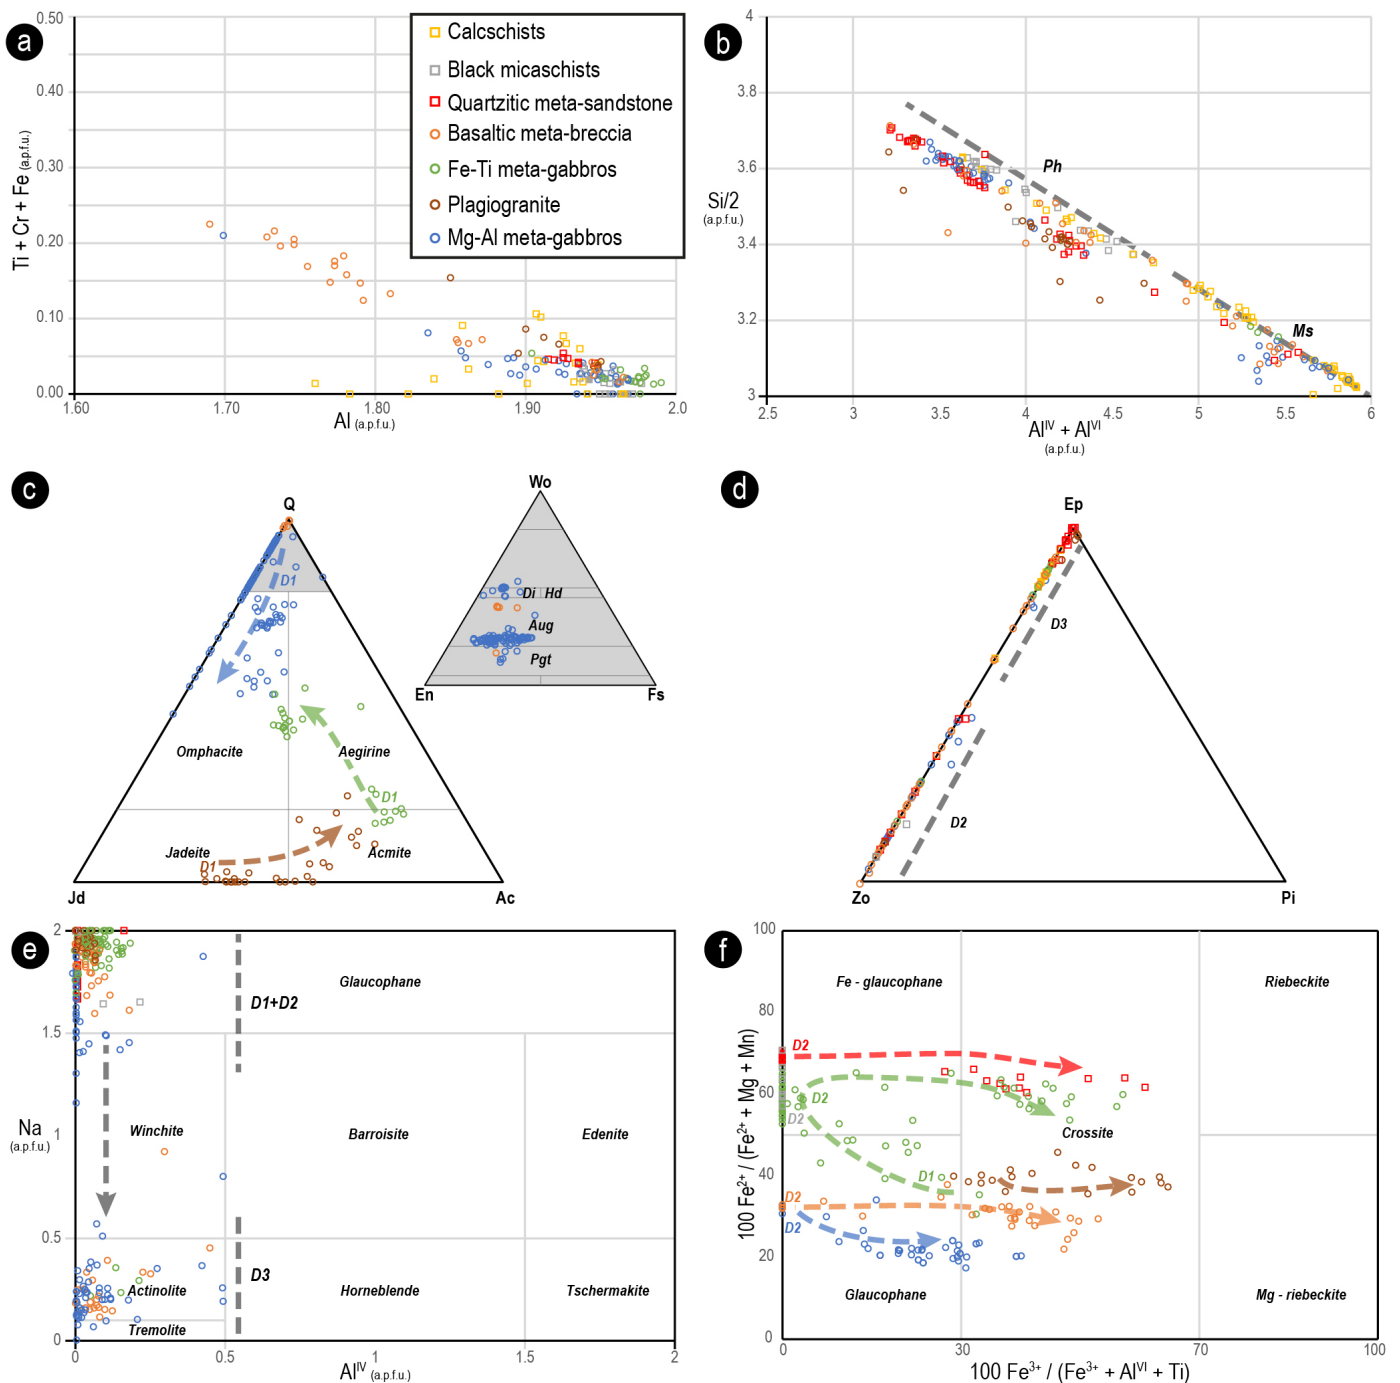 a
0.50
0.40
0.30
0.20
0.10
0.00
1.60
1.70
1.80
1.90
2.0
Ti + Cr + Fe (a.p.f.u.)
Al (a.p.f.u.)
Calcschists
Black micaschists
Quartzitic meta-sandstone
Basaltic meta-breccia
Fe-Ti meta-gabbros
Plagiogranite
Mg-Al meta-gabbros
b
4
3.8
3.6
3.4
3.2
3
2.5
3
3.5
4
4.5
5
5.5
6
Si/2
(a.p.f.u.)
Ph
Ms
Al^IV + Al^VI
(a.p.f.u.)
c
Q
D1
Omphacite
Aegirine
D1
Jadeite
Acmite
D1
Jd
Ac
Wo
Di
Hd
Aug
Pgt
En
Fs
d
Ep
D3
D2
Zo
Pi
e
2
1.5
1
0.5
0
0
0.5
1
1.5
2
Na
(a.p.f.u.)
Glaucophane
D1+D2
Winchite
Barroisite
Edenite
D3
Actinolite
Horneblende
Tschermakite
Tremolite
Al^IV (a.p.f.u.)
f
100
80
60
40
20
0
0
30
70
100
100 Fe²⁺ / (Fe²⁺ + Mg + Mn)
Fe - glaucophane
Riebeckite
D2
D2
D2
Crossite
D1
D2
D2
Glaucophane
Mg - riebeckite
100 Fe³⁺ / (Fe³⁺ + Al^VI + Ti)